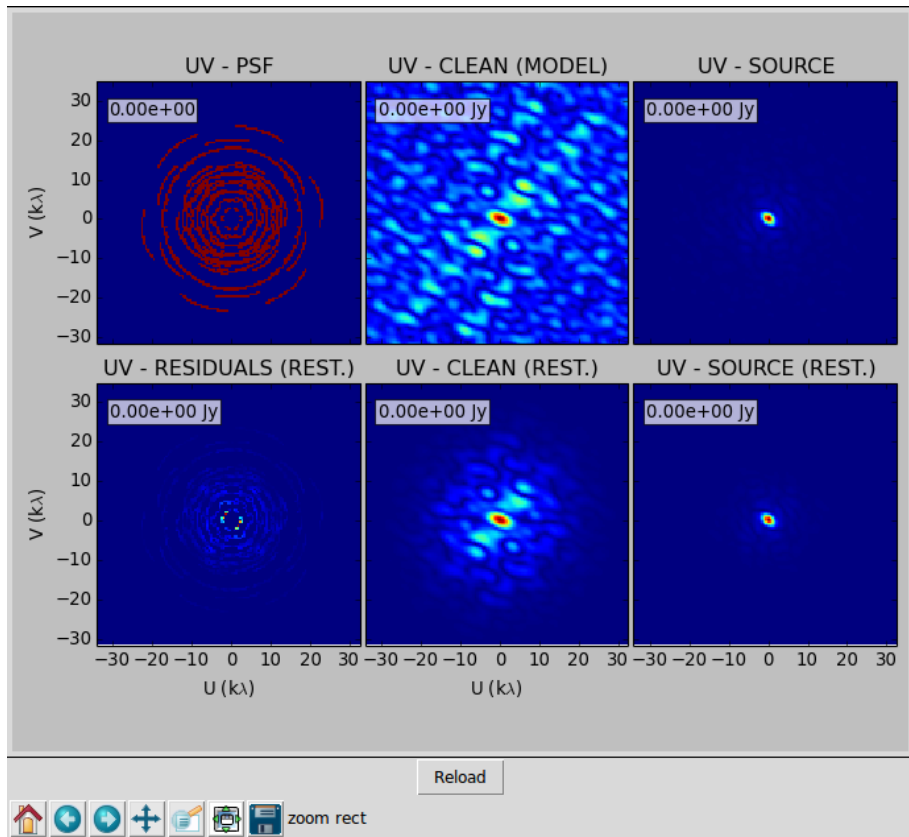 UV - PSF
UV - CLEAN (MODEL)
UV - SOURCE
0.00e+00
0.00e+00 Jy
0.00e+00 Jy
V (kλ)
30
20
10
0
−10
−20
−30
UV - RESIDUALS (REST.)
UV - CLEAN (REST.)
UV - SOURCE (REST.)
0.00e+00 Jy
0.00e+00 Jy
0.00e+00 Jy
V (kλ)
30
20
10
0
−10
−20
−30
−30 −20 −10 0 10 20 30
−30 −20 −10 0 10 20 30
−30 −20 −10 0 10 20 30
U (kλ)
U (kλ)
Reload
zoom rect